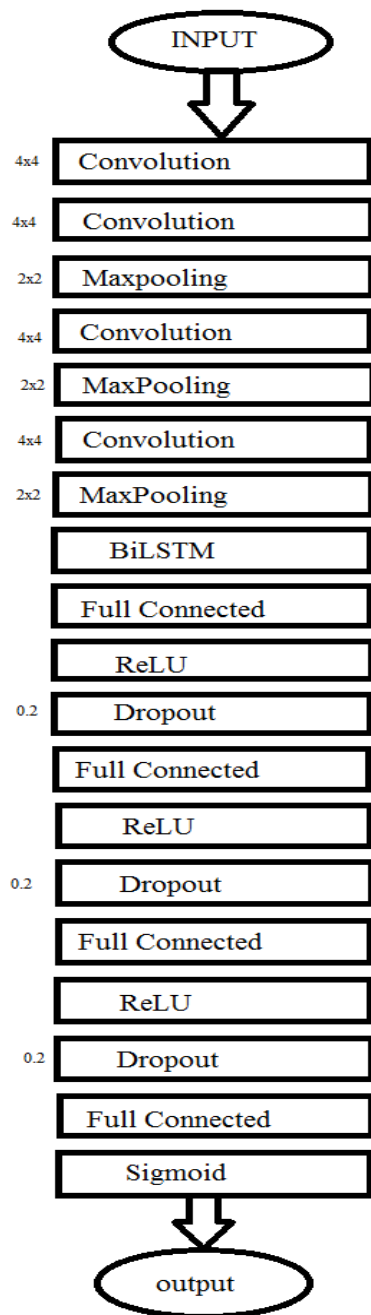 INPUT
4x4 Convolution
4x4 Convolution
2x2 Maxpooling
4x4 Convolution
2x2 MaxPooling
4x4 Convolution
2x2 MaxPooling
BiLSTM
Full Connected
ReLU
0.2 Dropout
Full Connected
ReLU
0.2 Dropout
Full Connected
ReLU
0.2 Dropout
Full Connected
Sigmoid
output